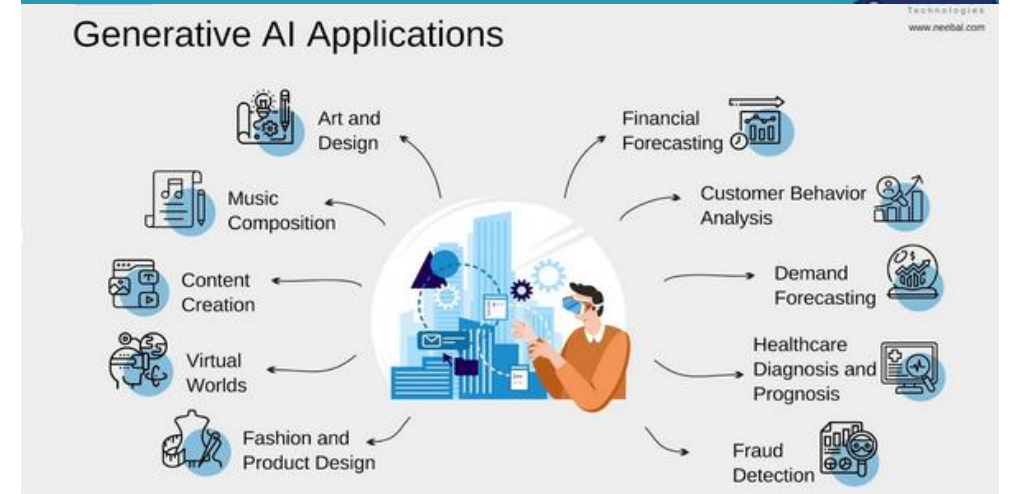 Technologies
www.neebal.com
Generative AI Applications
Art and
Design
Music
Composition
Content
Creation
Virtual
Worlds
Fashion and
Product Design
Financial
Forecasting
Customer Behavior
Analysis
Demand
Forecasting
Healthcare
Diagnosis and
Prognosis
Fraud
Detection